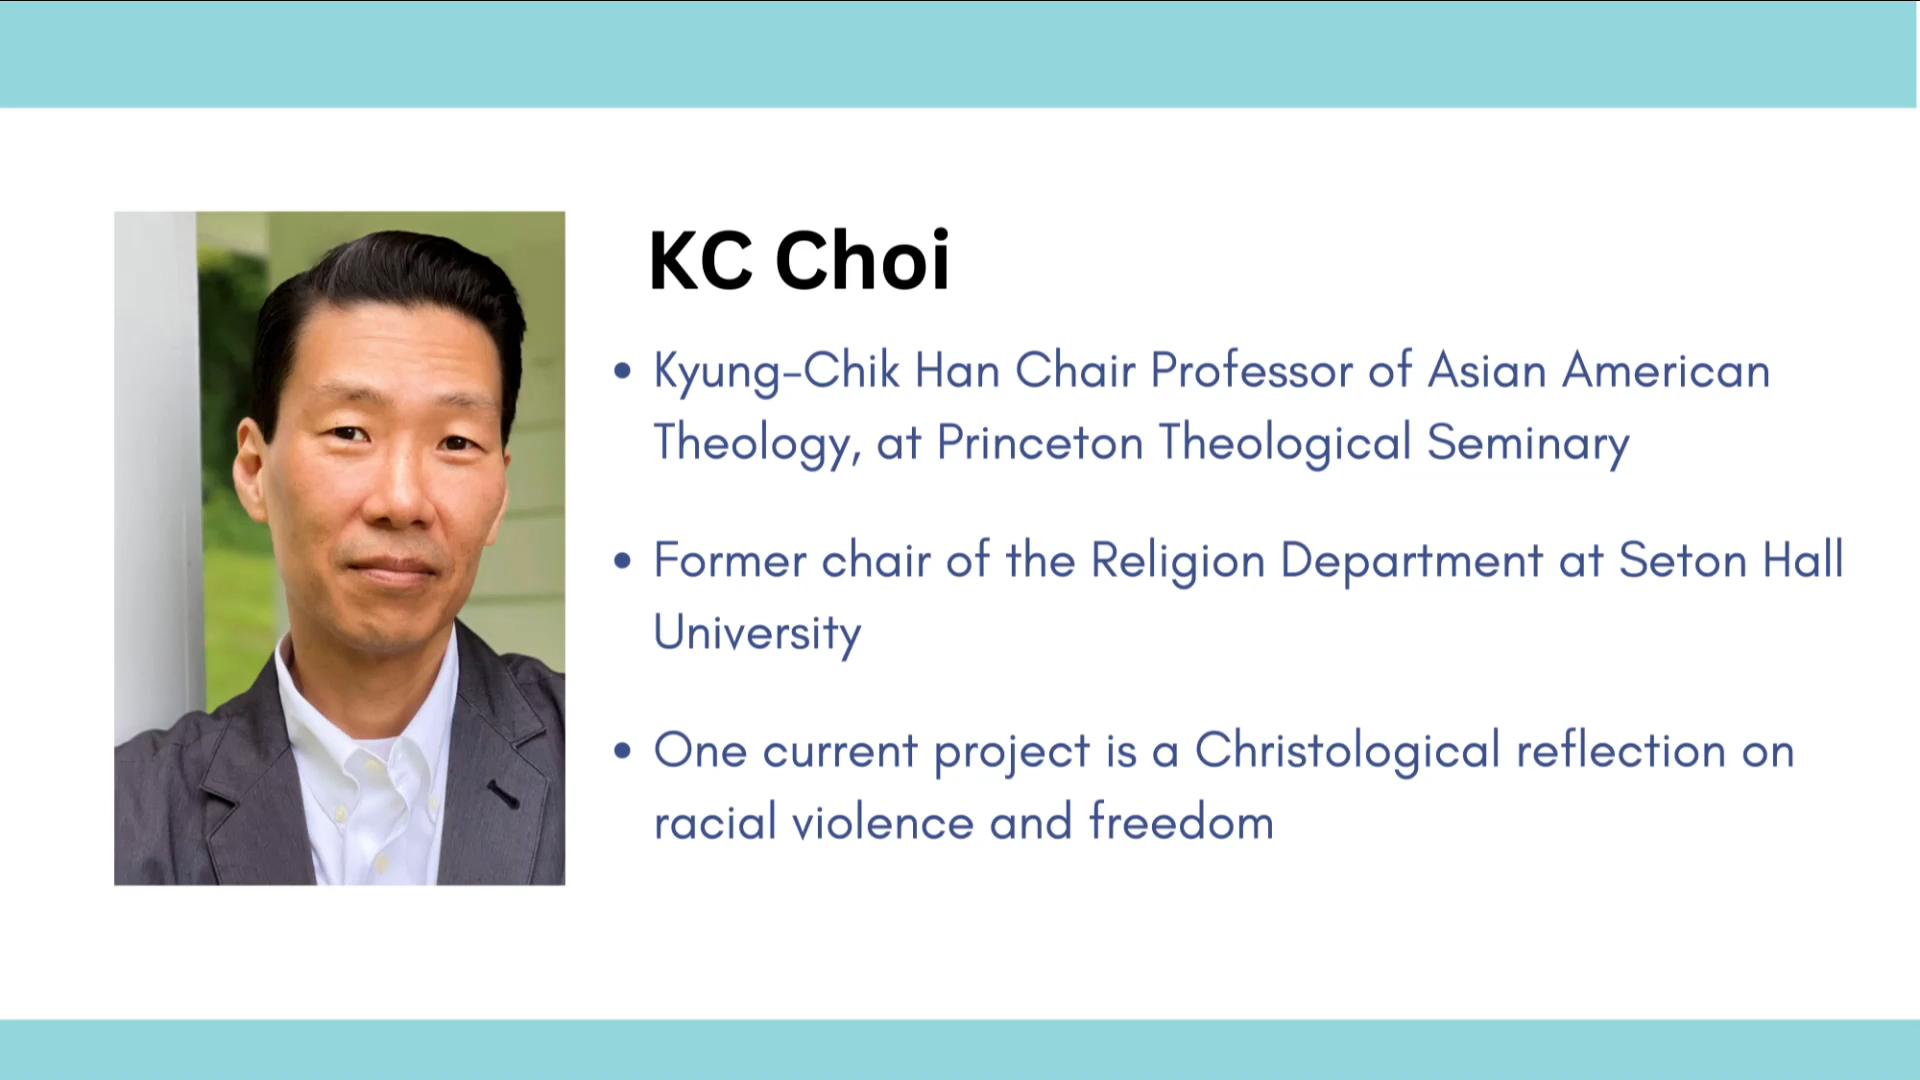 KC Choi
• Kyung-Chik Han Chair Professor of Asian American
Theology, at Princeton Theological Seminary
• Former chair of the Religion Department at Seton Hall
University
• One current project is a Christological reflection on
racial violence and freedom